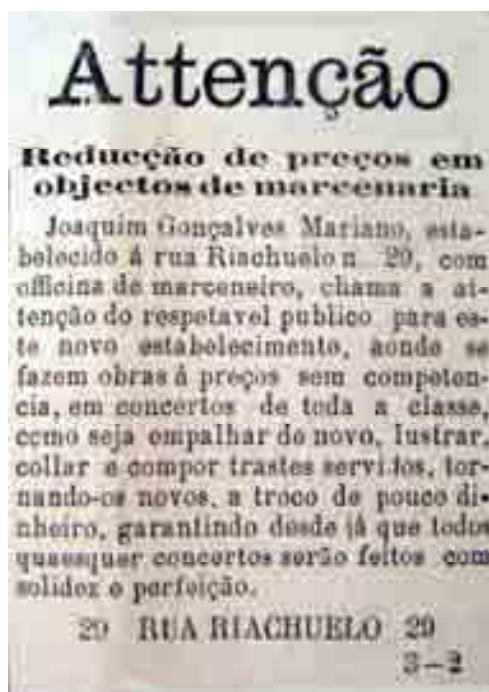 Attenção
Reducção de preços em
objectos de marcenaria
Joaquim Gonçalves Mariano, esta-
belecido á rua Riachuelo n 29, com
officina de marceneiro, chama a at-
tenção do respetavel publico para es-
te novo estabelecimento, aonde se
fazem obras á preços sem competen-
cia, em concertos de toda a classe,
como seja empalhar de novo, lustrar,
collar e compor trastes servidos, tor-
nando-os novos, a troco de pouco di-
nheiro, garantindo desde já que todos
quaesquer concertos serão feitos com
solidez e perfeição.
29 RUA RIACHUELO 29
3-2